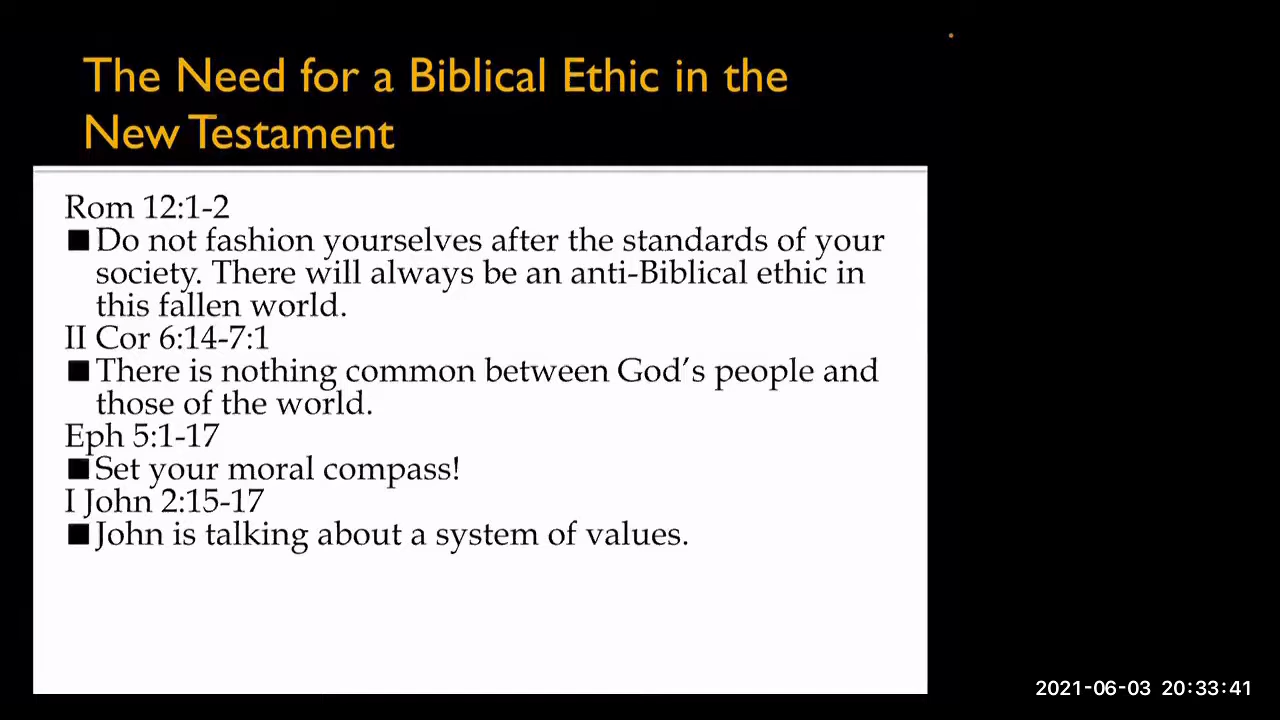 The Need for a Biblical Ethic in the
New Testament
Rom 12:1-2
■ Do not fashion yourselves after the standards of your
society. There will always be an anti-Biblical ethic in
this fallen world.
II Cor 6:14-7:1
■ There is nothing common between God’s people and
those of the world.
Eph 5:1-17
■ Set your moral compass!
I John 2:15-17
■ John is talking about a system of values.
2021-06-03 20:33:41